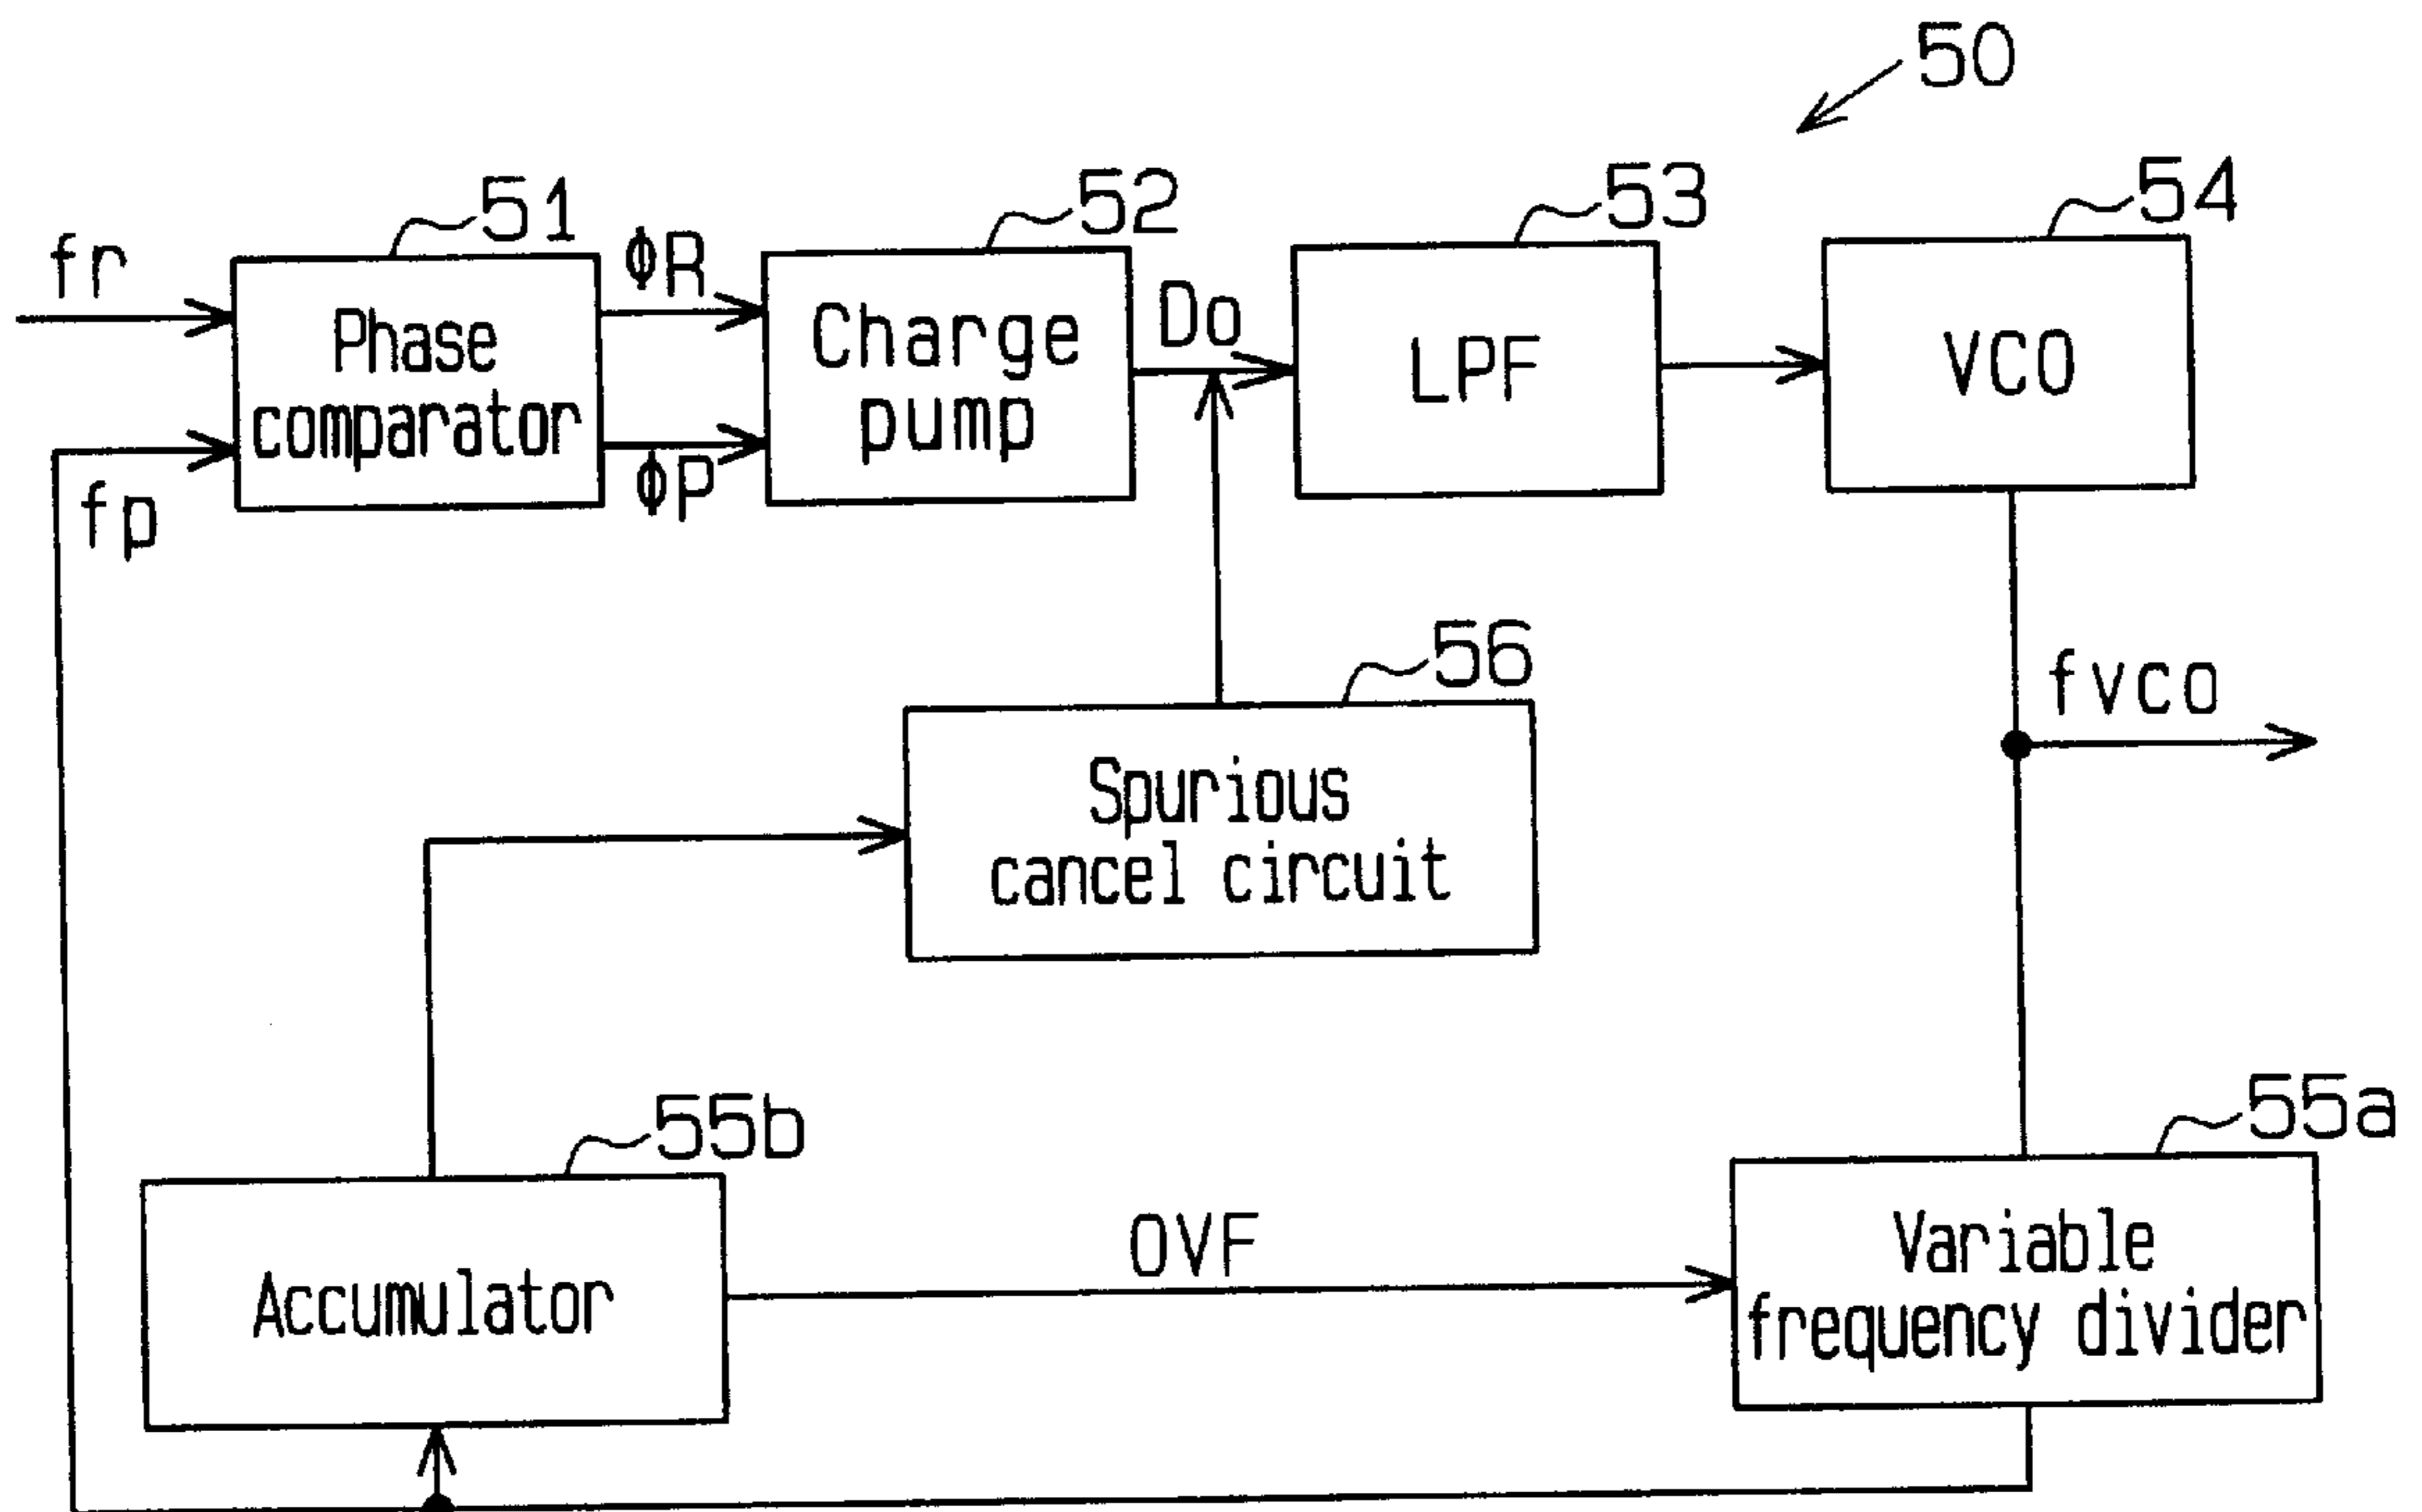 50
51
52
53
54
fr
ΦR
Do
Phase
comparator
Charge
pump
LPF
VCO
fp
ΦP
56
fvco
Spurious
cancel circuit
55b
55a
OVF
Accumulator
Variable
frequency divider